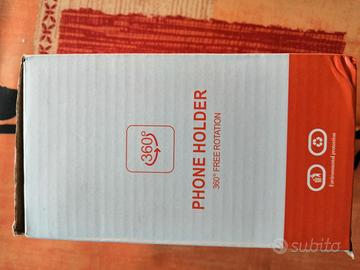 360°
PHONE HOLDER
360° FREE ROTATION
Environmental protection
subito